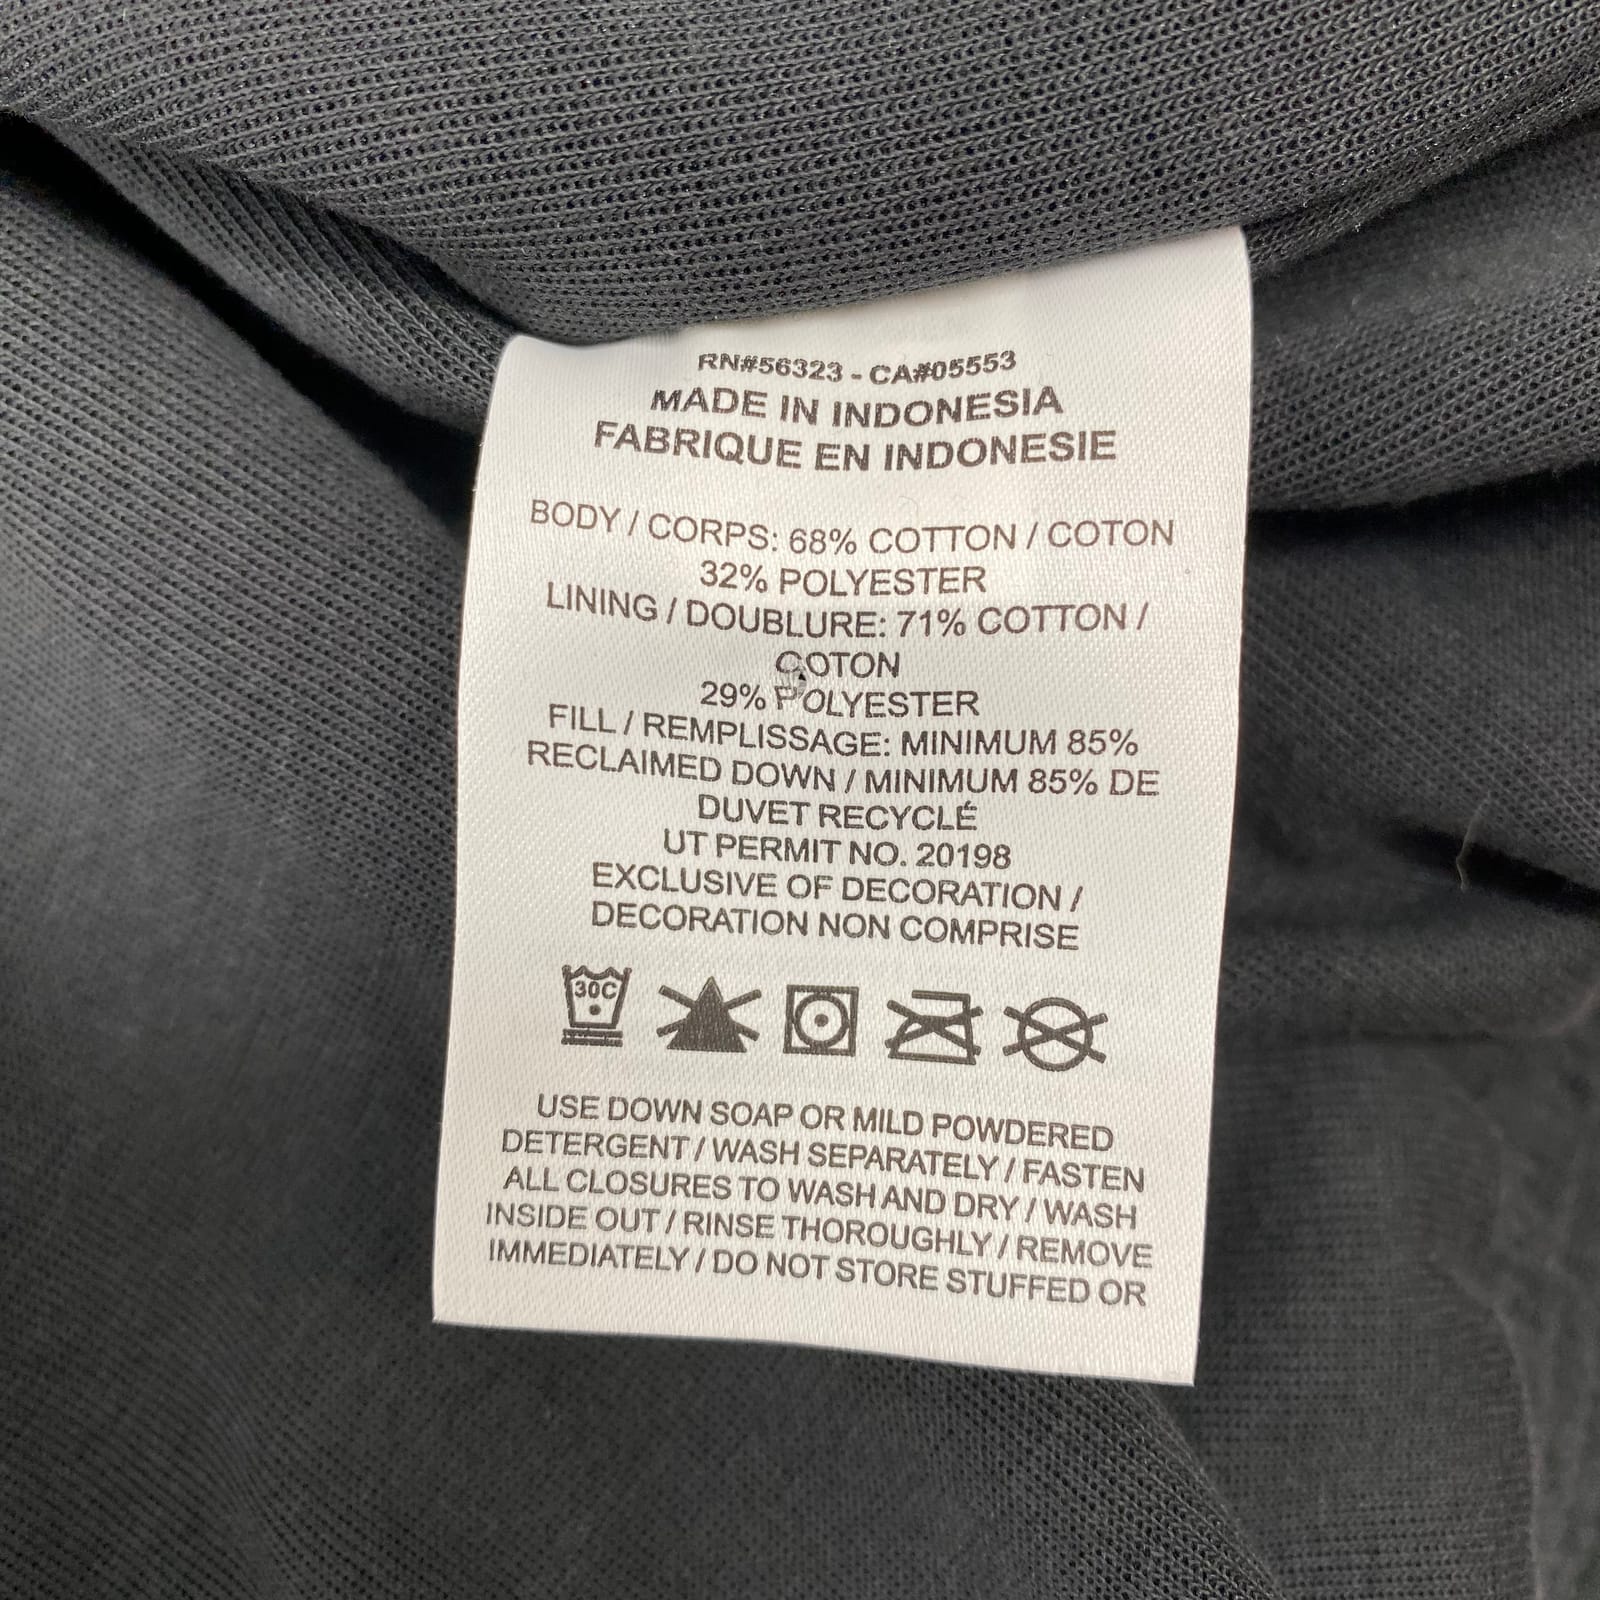 RN#56323 - CA#05553
MADE IN INDONESIA
FABRIQUE EN INDONESIE
BODY / CORPS: 68% COTTON / COTON
32% POLYESTER
LINING / DOUBLURE: 71% COTTON /
COTON
29% POLYESTER
FILL / REMPLISSAGE: MINIMUM 85%
RECLAIMED DOWN / MINIMUM 85% DE
DUVET RECYCLÉ
UT PERMIT NO. 20198
EXCLUSIVE OF DECORATION /
DECORATION NON COMPRISE
30C
USE DOWN SOAP OR MILD POWDERED
DETERGENT / WASH SEPARATELY / FASTEN
ALL CLOSURES TO WASH AND DRY / WASH
INSIDE OUT / RINSE THOROUGHLY / REMOVE
IMMEDIATELY / DO NOT STORE STUFFED OR